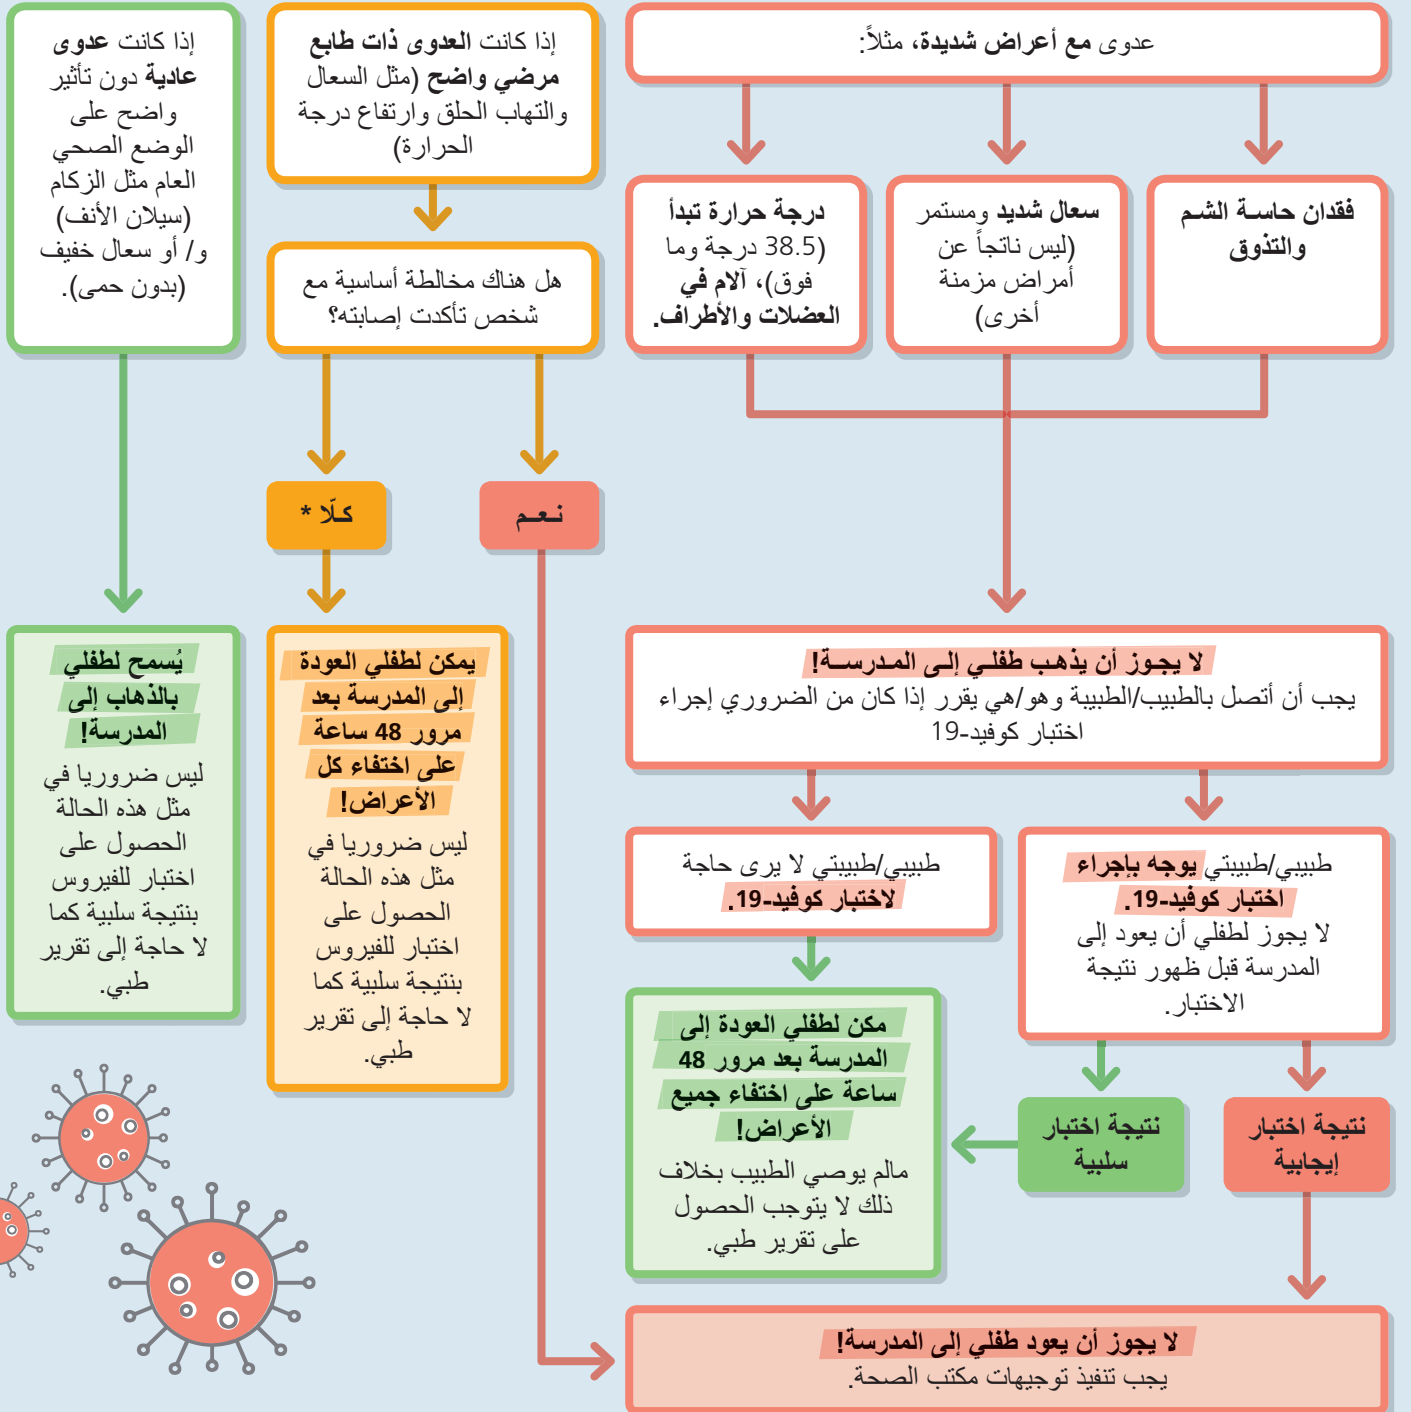 عدوى مع أعراض شديدة، مثلاً:
فقدان حاسة الشم
والتذوق
سعال شديد ومستمر
(ليس ناتجاً عن
أمراض مزمنة
أخرى)
درجة حرارة تبدأ
(38.5 درجة وما
فوق)، آلام في
العضلات والأطراف.
إذا كانت العدوى ذات طابع
مرضي واضح (مثل السعال
والتهاب الحلق وارتفاع درجة
الحرارة)
هل هناك مخالطة أساسية مع
شخص تأكدت إصابته؟
نـعـم
كـلّا *
إذا كانت عدوى
عادية دون تأثير
واضح على
الوضع الصحي
العام مثل الزكام
(سيلان الأنف)
و/ أو سعال خفيف
(بدون حمى).
لا يجـوز أن يذهـب طفلـي إلـى المـدرسـة!
يجب أن أتصل بالطبيب/الطبيبة وهو/هي يقرر إذا كان من الضروري إجراء
اختبار كوفيد-19
طبيبي/طبيبتي يوجه بإجراء
اختبار كوفيد-19.
لا يجوز لطفلي أن يعود إلى
المدرسة قبل ظهور نتيجة
الاختبار.
طبيبي/طبيبتي لا يرى حاجة
لاختبار كوفيد-19.
نتيجة اختبار
إيجابية
نتيجة اختبار
سلبية
مكن لطفلي العودة إلى
المدرسة بعد مرور 48
ساعة على اختفاء جميع
الأعراض!
مالم يوصي الطبيب بخلاف
ذلك لا يتوجب الحصول
على تقرير طبي.
لا يجوز أن يعود طفلي إلى المدرسة!
يجب تنفيذ توجيهات مكتب الصحة.
يمكن لطفلي العودة
إلى المدرسة بعد
مرور 48 ساعة
على اختفاء كل
الأعراض!
ليس ضروريا في
مثل هذه الحالة
الحصول على
اختبار للفيروس
بنتيجة سلبية كما
لا حاجة إلى تقرير
طبي.
يُسمح لطفلي
بالذهاب إلى
المدرسة!
ليس ضروريا في
مثل هذه الحالة
الحصول على
اختبار للفيروس
بنتيجة سلبية كما
لا حاجة إلى تقرير
طبي.